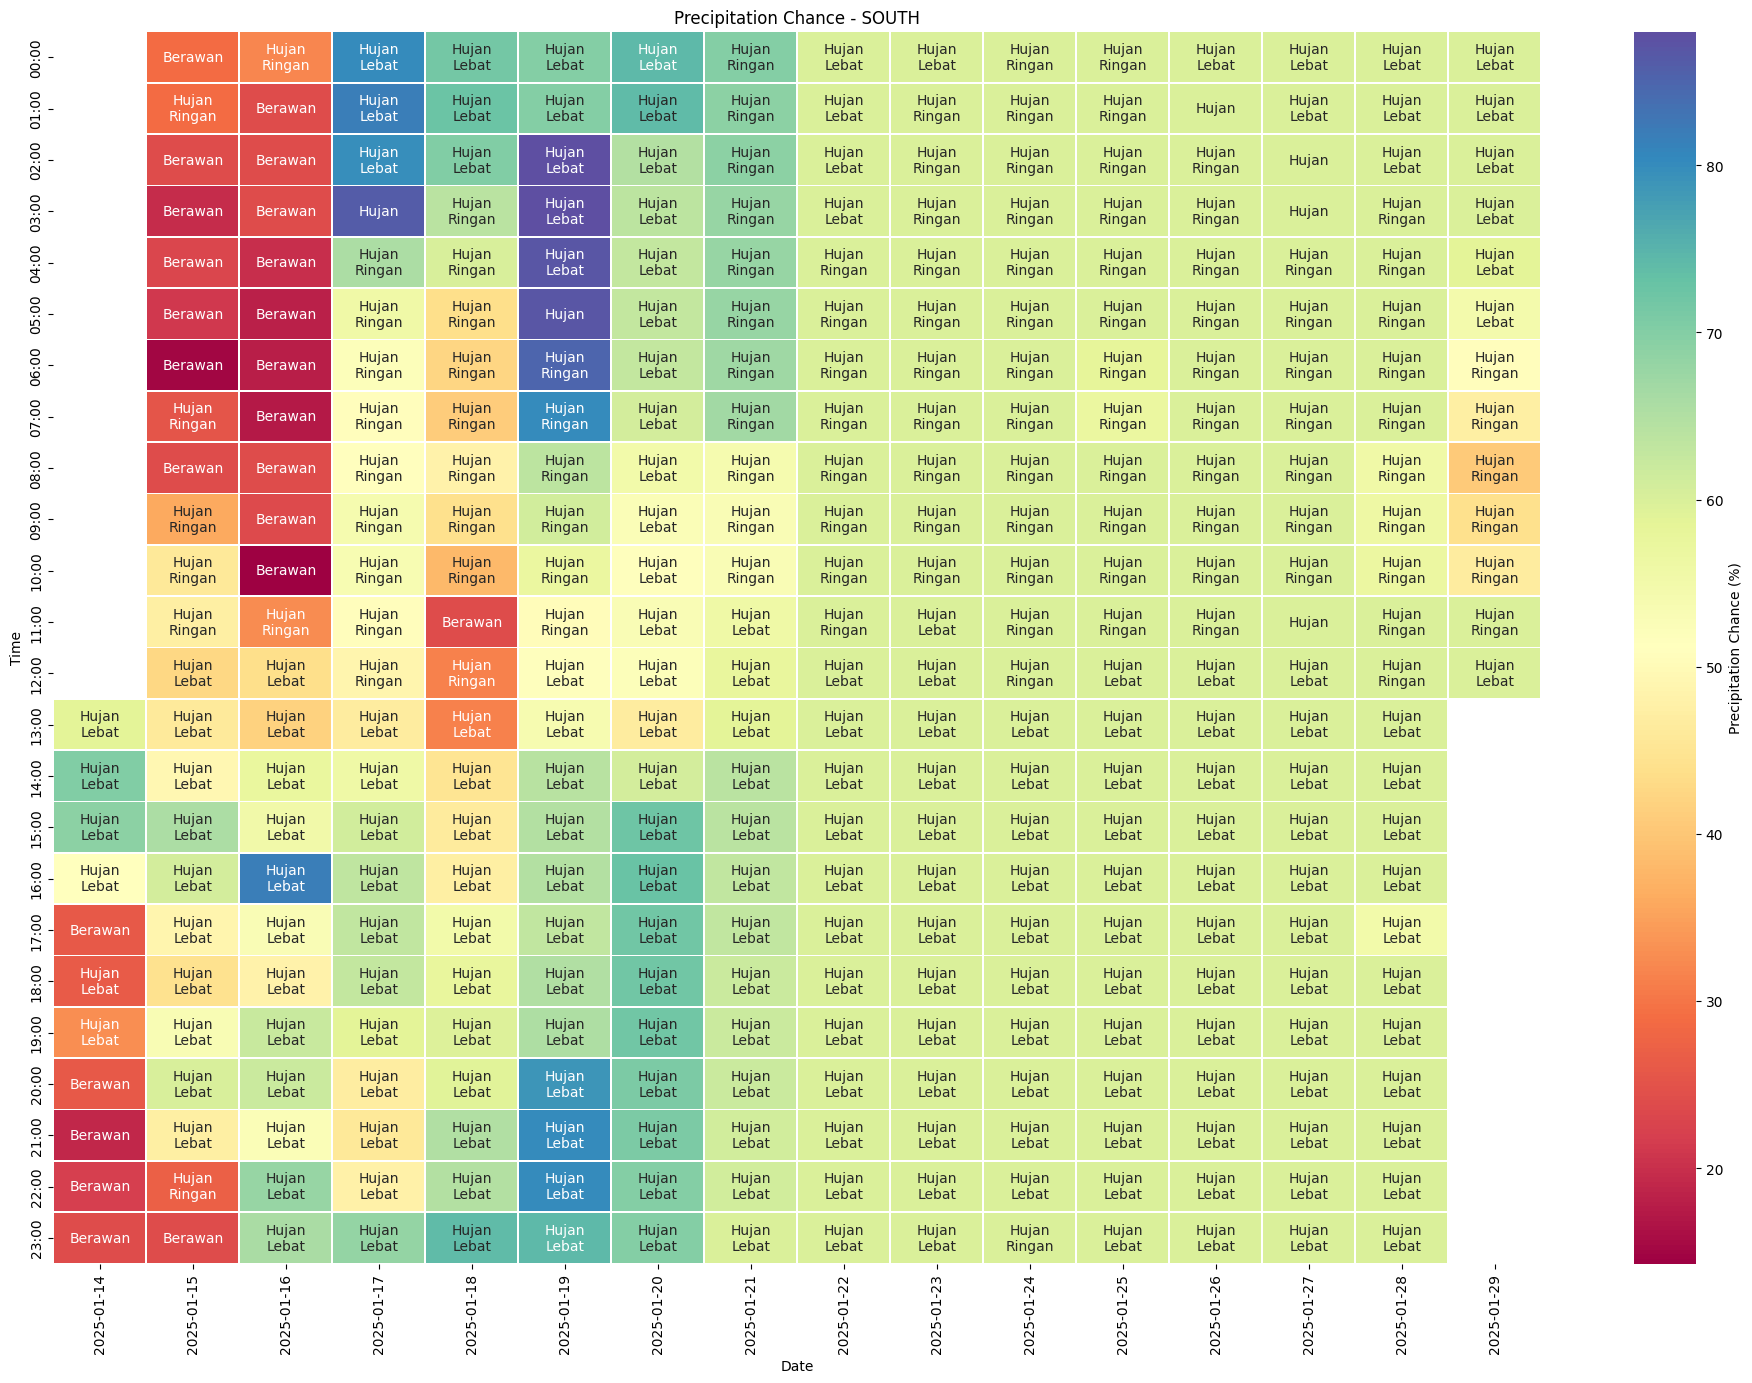 Precipitation Chance - SOUTH
00:00 Berawan Hujan Ringan Hujan Lebat Hujan Lebat Hujan Lebat Hujan Lebat Hujan Ringan Hujan Lebat Hujan Lebat Hujan Ringan Hujan Ringan Hujan Lebat Hujan Lebat Hujan Lebat Hujan Lebat
01:00 Hujan Ringan Berawan Hujan Lebat Hujan Lebat Hujan Lebat Hujan Lebat Hujan Ringan Hujan Lebat Hujan Ringan Hujan Ringan Hujan Ringan Hujan Hujan Lebat Hujan Lebat Hujan Lebat
02:00 Berawan Berawan Hujan Lebat Hujan Lebat Hujan Lebat Hujan Lebat Hujan Ringan Hujan Lebat Hujan Ringan Hujan Ringan Hujan Ringan Hujan Ringan Hujan Hujan Lebat Hujan Lebat
03:00 Berawan Berawan Hujan Hujan Ringan Hujan Lebat Hujan Lebat Hujan Ringan Hujan Lebat Hujan Ringan Hujan Ringan Hujan Ringan Hujan Ringan Hujan Hujan Ringan Hujan Lebat
04:00 Berawan Berawan Hujan Ringan Hujan Ringan Hujan Lebat Hujan Lebat Hujan Ringan Hujan Ringan Hujan Ringan Hujan Ringan Hujan Ringan Hujan Ringan Hujan Ringan Hujan Ringan Hujan Lebat
05:00 Berawan Berawan Hujan Ringan Hujan Ringan Hujan Hujan Lebat Hujan Ringan Hujan Ringan Hujan Ringan Hujan Ringan Hujan Ringan Hujan Ringan Hujan Ringan Hujan Ringan Hujan Lebat
06:00 Berawan Berawan Hujan Ringan Hujan Ringan Hujan Ringan Hujan Lebat Hujan Ringan Hujan Ringan Hujan Ringan Hujan Ringan Hujan Ringan Hujan Ringan Hujan Ringan Hujan Ringan Hujan Ringan
07:00 Hujan Ringan Berawan Hujan Ringan Hujan Ringan Hujan Ringan Hujan Lebat Hujan Ringan Hujan Ringan Hujan Ringan Hujan Ringan Hujan Ringan Hujan Ringan Hujan Ringan Hujan Ringan Hujan Ringan
08:00 Berawan Berawan Hujan Ringan Hujan Ringan Hujan Ringan Hujan Lebat Hujan Ringan Hujan Ringan Hujan Ringan Hujan Ringan Hujan Ringan Hujan Ringan Hujan Ringan Hujan Ringan Hujan Ringan
09:00 Hujan Ringan Berawan Hujan Ringan Hujan Ringan Hujan Ringan Hujan Lebat Hujan Ringan Hujan Ringan Hujan Ringan Hujan Ringan Hujan Ringan Hujan Ringan Hujan Ringan Hujan Ringan Hujan Ringan
10:00 Hujan Ringan Berawan Hujan Ringan Hujan Ringan Hujan Ringan Hujan Lebat Hujan Ringan Hujan Ringan Hujan Ringan Hujan Ringan Hujan Ringan Hujan Ringan Hujan Ringan Hujan Ringan Hujan Ringan
11:00 Hujan Ringan Hujan Ringan Hujan Ringan Berawan Hujan Ringan Hujan Lebat Hujan Lebat Hujan Ringan Hujan Lebat Hujan Ringan Hujan Ringan Hujan Ringan Hujan Hujan Ringan Hujan Ringan
12:00 Hujan Lebat Hujan Lebat Hujan Ringan Hujan Ringan Hujan Lebat Hujan Lebat Hujan Lebat Hujan Lebat Hujan Lebat Hujan Ringan Hujan Lebat Hujan Lebat Hujan Lebat Hujan Ringan Hujan Lebat
13:00 Hujan Lebat Hujan Lebat Hujan Lebat Hujan Lebat Hujan Lebat Hujan Lebat Hujan Lebat Hujan Lebat Hujan Lebat Hujan Lebat Hujan Lebat Hujan Lebat Hujan Lebat Hujan Lebat Hujan Lebat
14:00 Hujan Lebat Hujan Lebat Hujan Lebat Hujan Lebat Hujan Lebat Hujan Lebat Hujan Lebat Hujan Lebat Hujan Lebat Hujan Lebat Hujan Lebat Hujan Lebat Hujan Lebat Hujan Lebat Hujan Lebat
15:00 Hujan Lebat Hujan Lebat Hujan Lebat Hujan Lebat Hujan Lebat Hujan Lebat Hujan Lebat Hujan Lebat Hujan Lebat Hujan Lebat Hujan Lebat Hujan Lebat Hujan Lebat Hujan Lebat Hujan Lebat
16:00 Hujan Lebat Hujan Lebat Hujan Lebat Hujan Lebat Hujan Lebat Hujan Lebat Hujan Lebat Hujan Lebat Hujan Lebat Hujan Lebat Hujan Lebat Hujan Lebat Hujan Lebat Hujan Lebat Hujan Lebat
17:00 Berawan Hujan Lebat Hujan Lebat Hujan Lebat Hujan Lebat Hujan Lebat Hujan Lebat Hujan Lebat Hujan Lebat Hujan Lebat Hujan Lebat Hujan Lebat Hujan Lebat Hujan Lebat Hujan Lebat
18:00 Hujan Lebat Hujan Lebat Hujan Lebat Hujan Lebat Hujan Lebat Hujan Lebat Hujan Lebat Hujan Lebat Hujan Lebat Hujan Lebat Hujan Lebat Hujan Lebat Hujan Lebat Hujan Lebat Hujan Lebat
19:00 Hujan Lebat Hujan Lebat Hujan Lebat Hujan Lebat Hujan Lebat Hujan Lebat Hujan Lebat Hujan Lebat Hujan Lebat Hujan Lebat Hujan Lebat Hujan Lebat Hujan Lebat Hujan Lebat Hujan Lebat
20:00 Berawan Hujan Lebat Hujan Lebat Hujan Lebat Hujan Lebat Hujan Lebat Hujan Lebat Hujan Lebat Hujan Lebat Hujan Lebat Hujan Lebat Hujan Lebat Hujan Lebat Hujan Lebat Hujan Lebat
21:00 Berawan Hujan Lebat Hujan Lebat Hujan Lebat Hujan Lebat Hujan Lebat Hujan Lebat Hujan Lebat Hujan Lebat Hujan Lebat Hujan Lebat Hujan Lebat Hujan Lebat Hujan Lebat Hujan Lebat
22:00 Berawan Hujan Ringan Hujan Lebat Hujan Lebat Hujan Lebat Hujan Lebat Hujan Lebat Hujan Lebat Hujan Lebat Hujan Lebat Hujan Lebat Hujan Lebat Hujan Lebat Hujan Lebat Hujan Lebat
23:00 Berawan Berawan Hujan Lebat Hujan Lebat Hujan Lebat Hujan Lebat Hujan Lebat Hujan Lebat Hujan Lebat Hujan Lebat Hujan Ringan Hujan Lebat Hujan Lebat Hujan Lebat Hujan Lebat
Time
2025-01-14 2025-01-15 2025-01-16 2025-01-17 2025-01-18 2025-01-19 2025-01-20 2025-01-21 2025-01-22 2025-01-23 2025-01-24 2025-01-25 2025-01-26 2025-01-27 2025-01-28 2025-01-29
Date
80
70
60
50
40
30
20
Precipitation Chance (%)